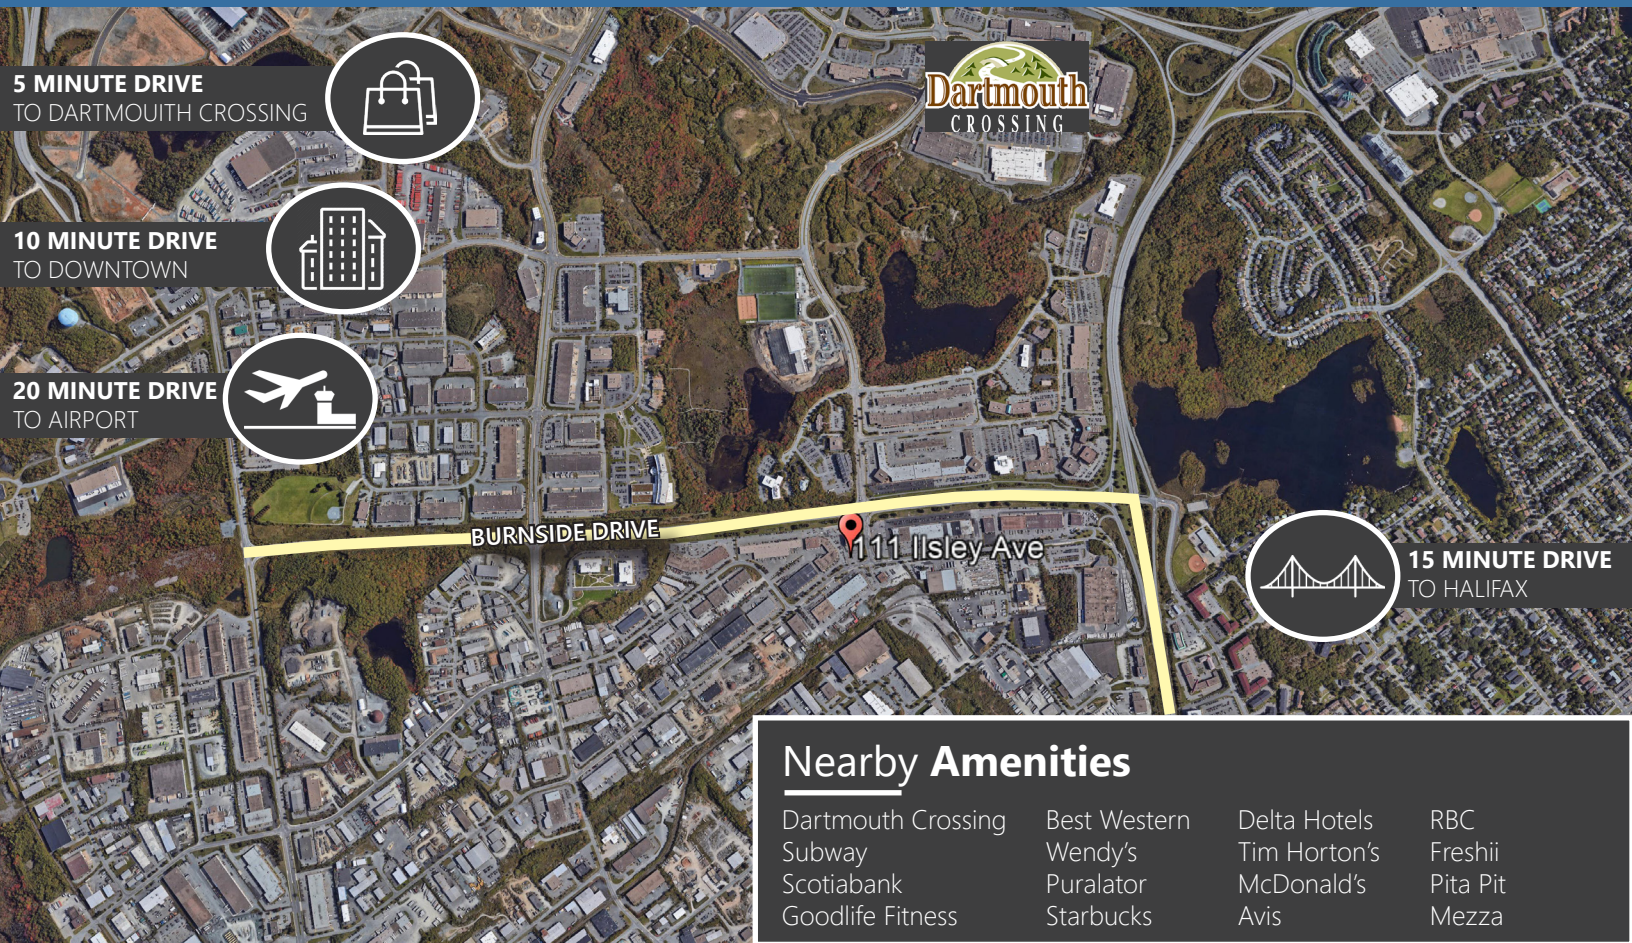 5 MINUTE DRIVE
TO DARTMOUITH CROSSING
Dartmouth
CROSSING
10 MINUTE DRIVE
TO DOWNTOWN
20 MINUTE DRIVE
TO AIRPORT
BURNSIDE DRIVE
111 Ilsley Ave
15 MINUTE DRIVE
TO HALIFAX
Nearby Amenities
Dartmouth Crossing
Subway
Scotiabank
Goodlife Fitness
Best Western
Wendy's
Puralator
Starbucks
Delta Hotels
Tim Horton's
McDonald's
Avis
RBC
Freshii
Pita Pit
Mezza